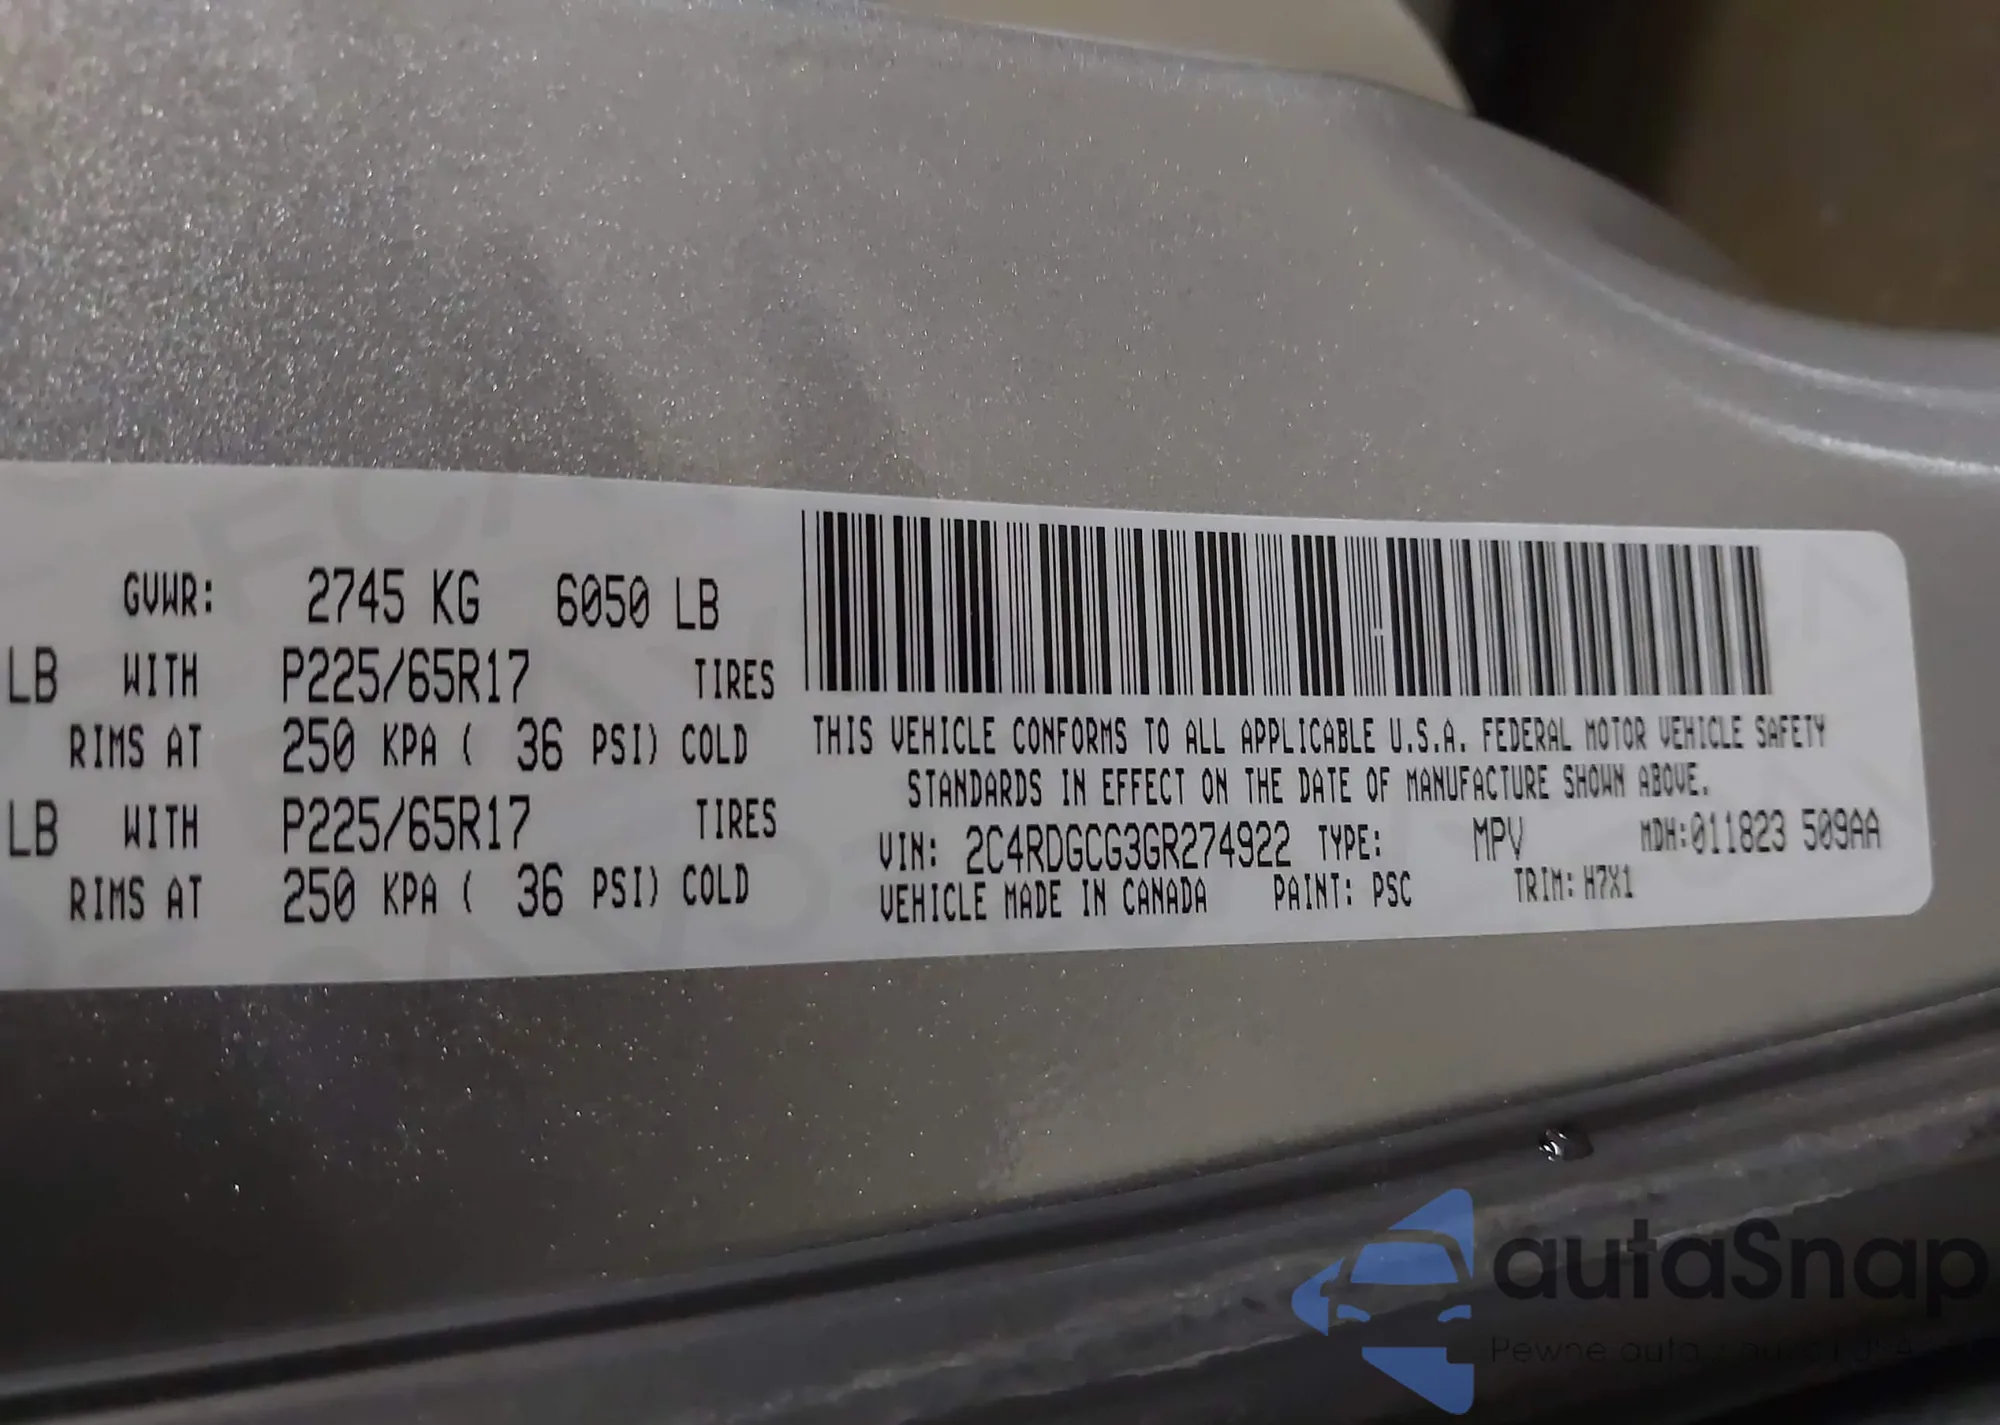 GVWR: 2745 KG 6050 LB
LB WITH P225/65R17 TIRES
RIMS AT 250 KPA ( 36 PSI) COLD
LB WITH P225/65R17 TIRES
RIMS AT 250 KPA ( 36 PSI) COLD
THIS VEHICLE CONFORMS TO ALL APPLICABLE U.S.A. FEDERAL MOTOR VEHICLE SAFETY
STANDARDS IN EFFECT ON THE DATE OF MANUFACTURE SHOWN ABOVE.
VIN: 2C4RDGCG3GR274922 TYPE: MPV MDH:011823 509AA
VEHICLE MADE IN CANADA PAINT: PSC TRIM: H7X1
autaSnap
Pewne auta z